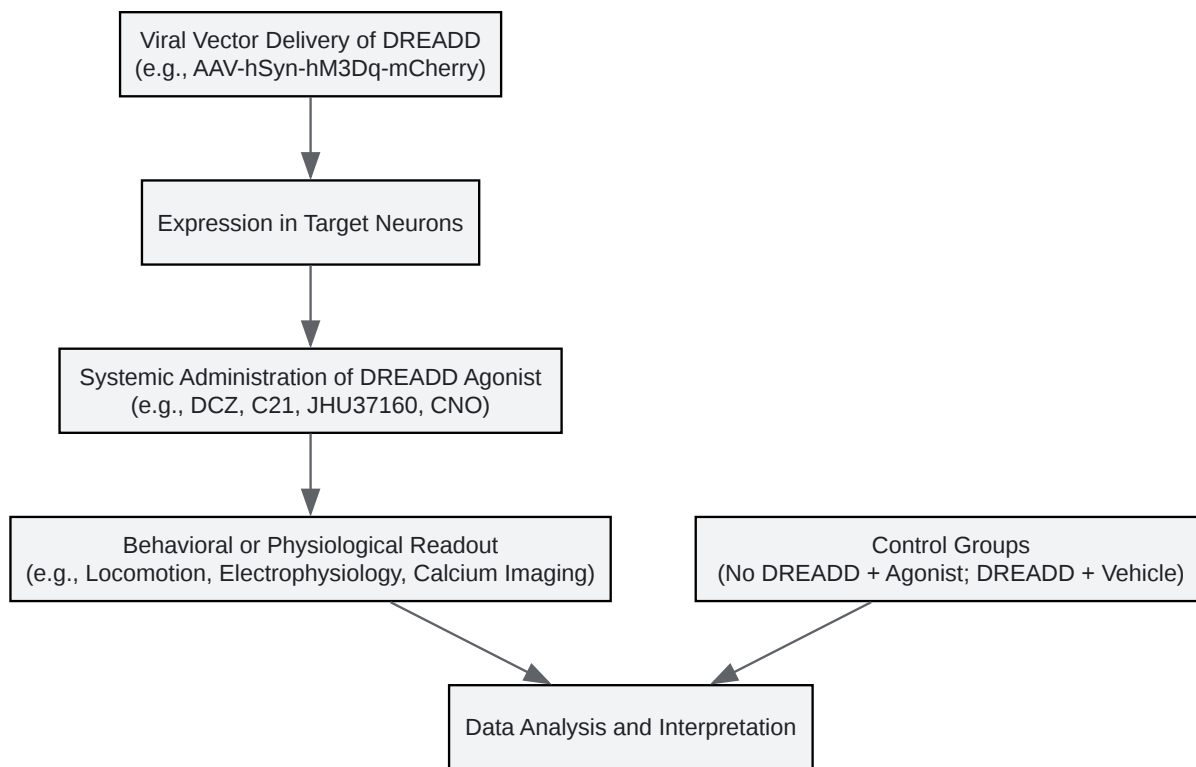 Viral Vector Delivery of DREADD
(e.g., AAV-hSyn-hM3Dq-mCherry)
Expression in Target Neurons
Systemic Administration of DREADD Agonist
(e.g., DCZ, C21, JHU37160, CNO)
Behavioral or Physiological Readout
(e.g., Locomotion, Electrophysiology, Calcium Imaging)
Control Groups
(No DREADD + Agonist; DREADD + Vehicle)
Data Analysis and Interpretation